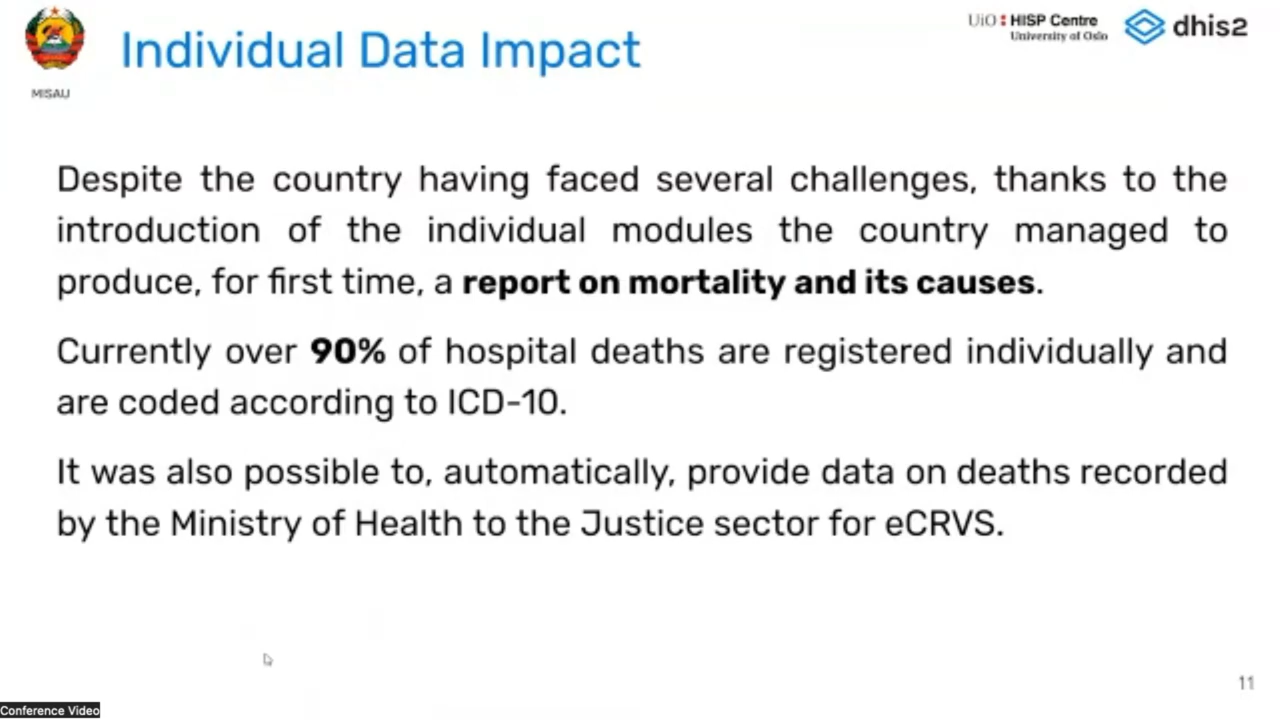 Individual Data Impact
UiO HISP Centre
University of Oslo
dhis2
MISAU
Despite the country having faced several challenges, thanks to the
introduction of the individual modules the country managed to
produce, for first time, a report on mortality and its causes.
Currently over 90% of hospital deaths are registered individually and
are coded according to ICD-10.
It was also possible to, automatically, provide data on deaths recorded
by the Ministry of Health to the Justice sector for eCRVS.
11
Conference Video